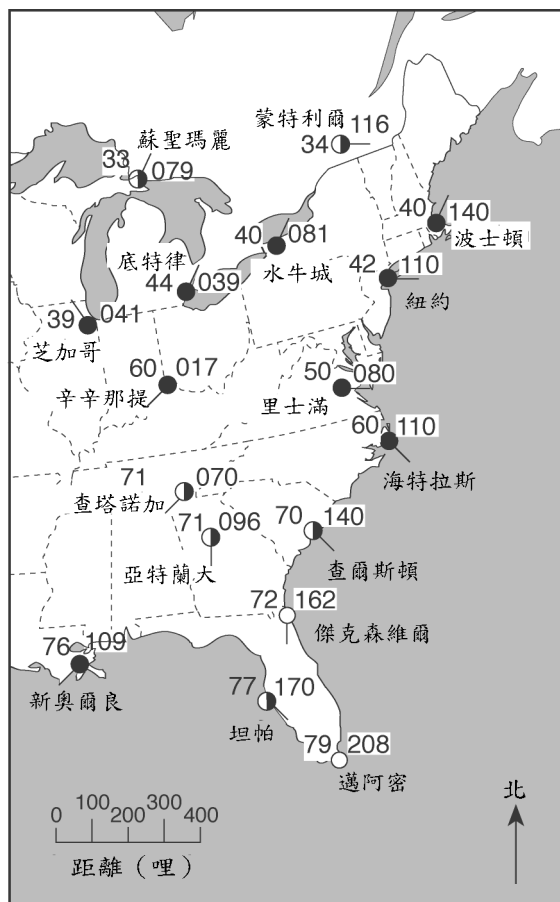 蒙特利爾
116
34
蘇聖瑪麗
33
079
40
140
波士頓
40
081
水牛城
底特律
44
039
42
110
紐約
39
041
芝加哥
60
017
辛辛那提
50
080
里士滿
60
110
海特拉斯
71
070
查塔諾加
71
096
亞特蘭大
70
140
查爾斯頓
72
162
傑克森維爾
76
109
新奧爾良
77
170
坦帕
79
208
邁阿密
北
0
100
200
300
400
距離（哩）